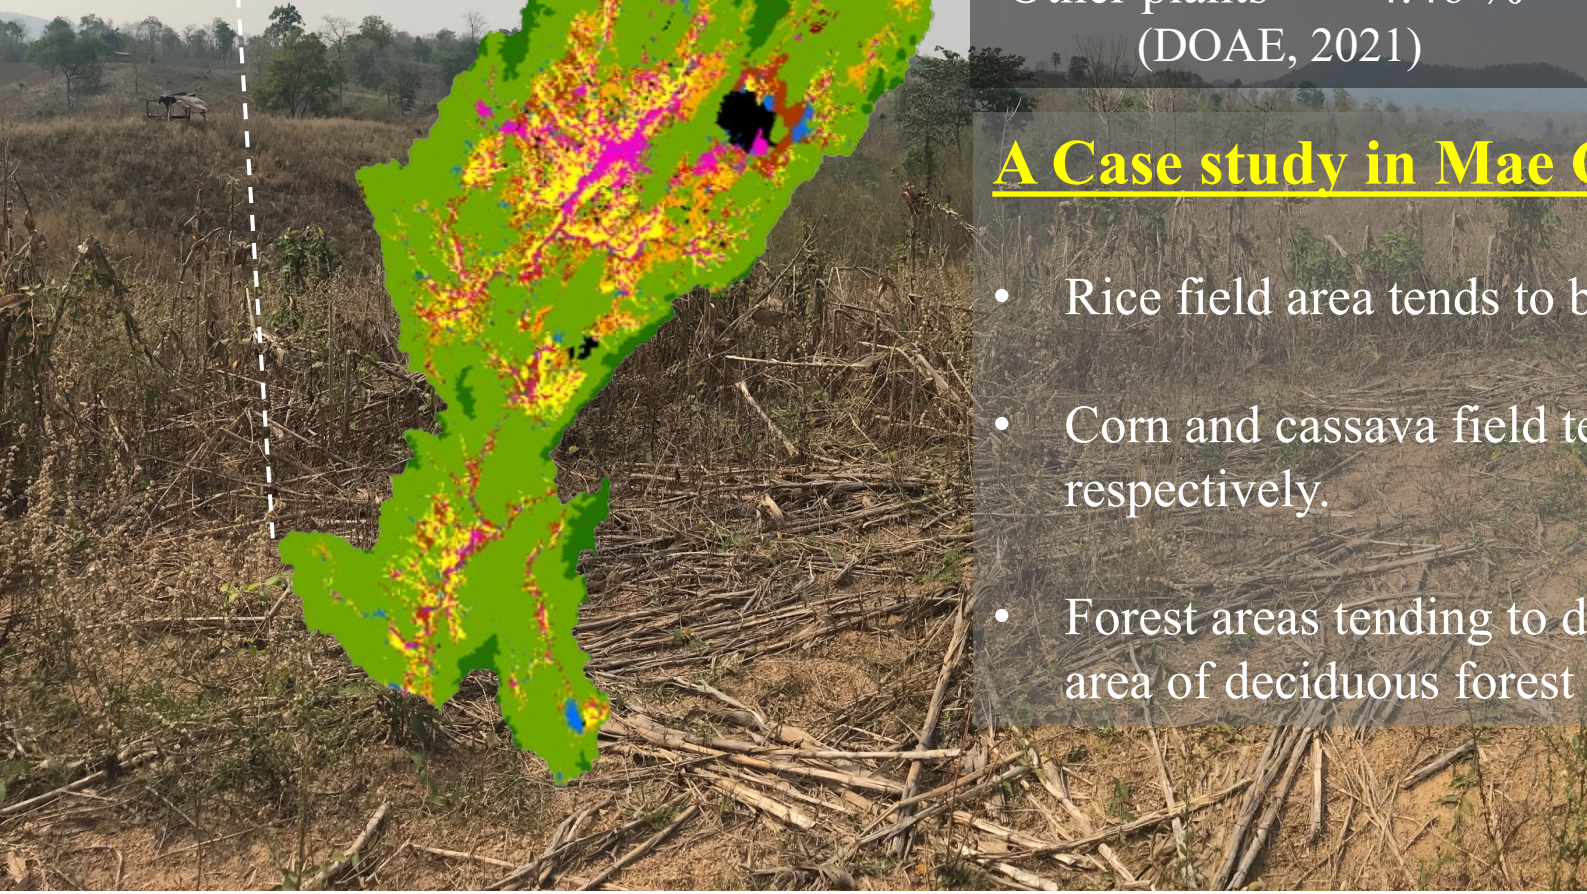 (DOAE, 2021)
A Case study in Mae
• Rice field area tends to
• Corn and cassava field
respectively.
• Forest areas tending to
area of deciduous forest